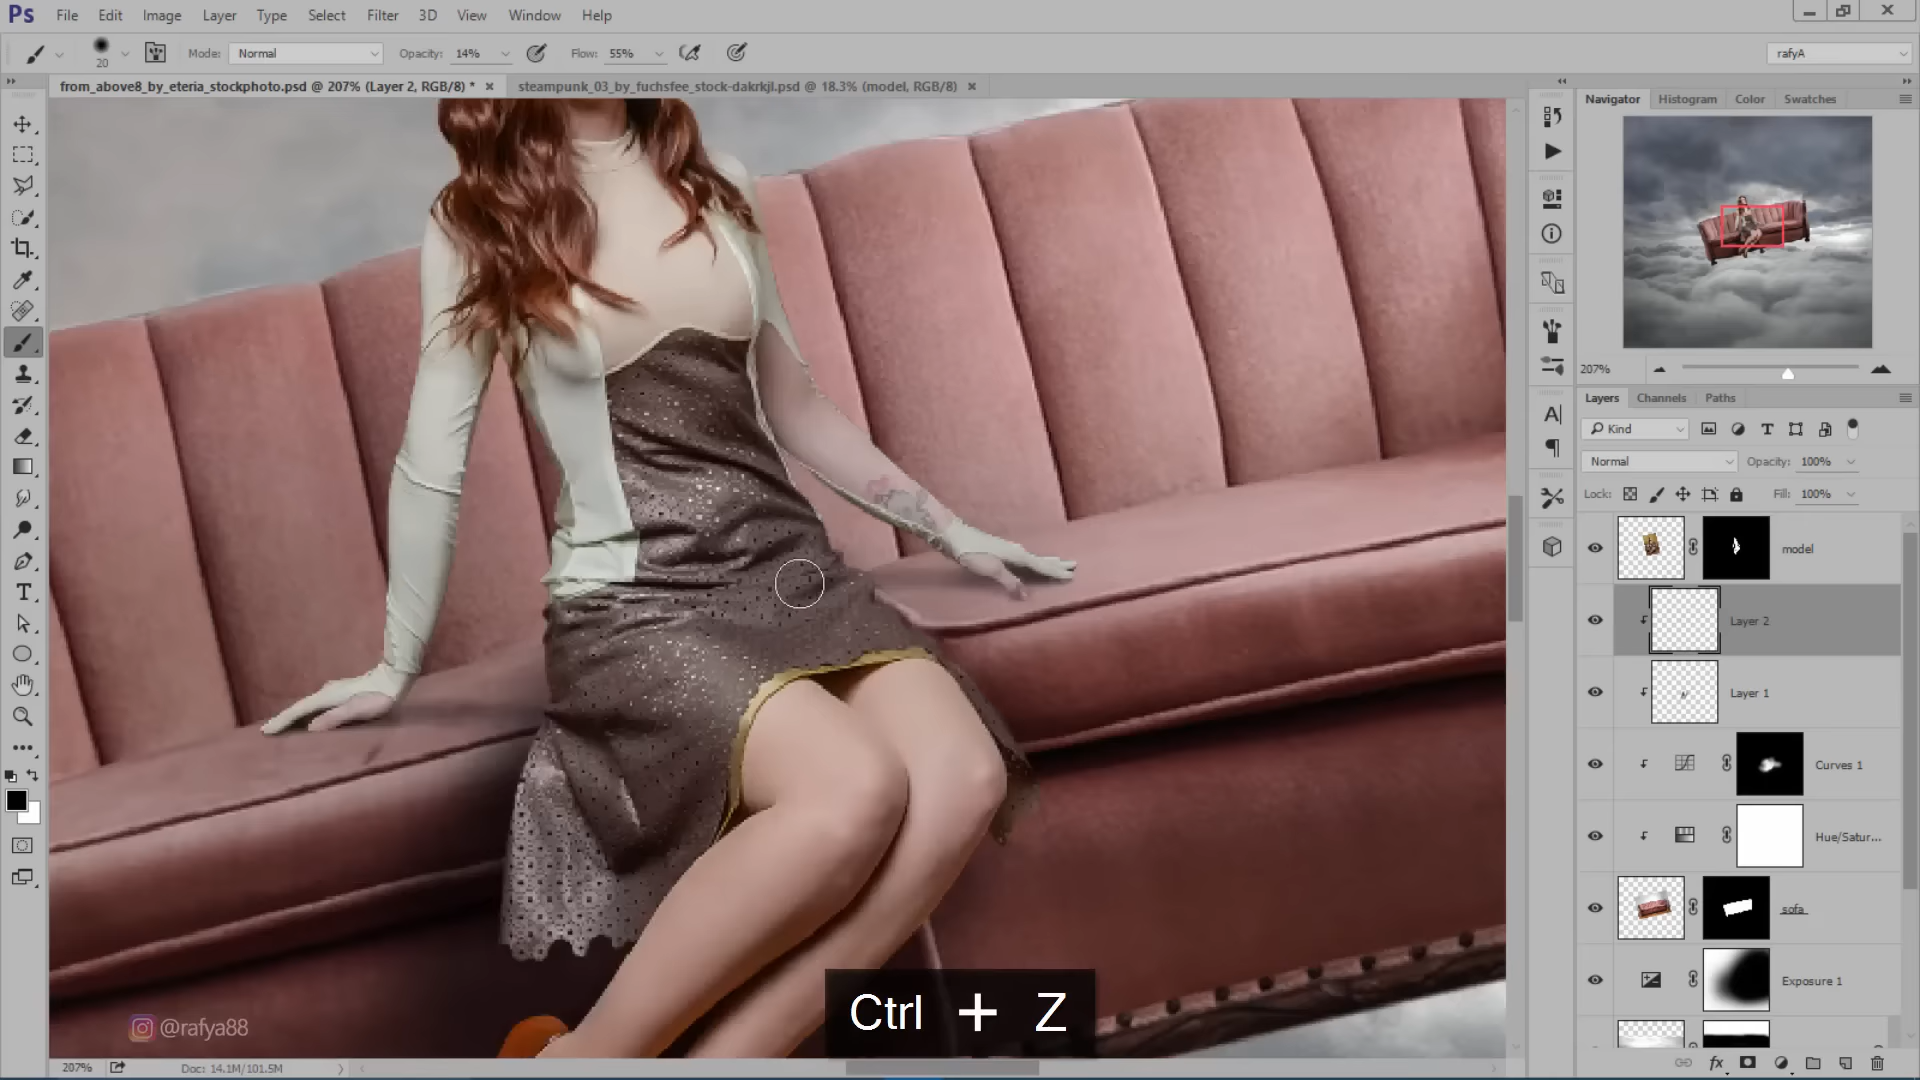 Ps File Edit Image Layer Type Select Filter 3D View Window Help
20 Mode: Normal Opacity: 14% Flow: 55% rafyA
from_above8_by_eteria_stockphoto.psd @ 207% (Layer 2, RGB/8) * steampunk_03_by_fuchsfee_stock-dakrkjl.psd @ 18.3% (model, RGB/8)
Navigator Histogram Color Swatches
207%
Layers Channels Paths
Kind
Normal Opacity: 100%
Lock: Fill: 100%
model
Layer 2
Layer 1
Curves 1
Hue/Satur...
sofa
Exposure 1
fx
@rafya88
Ctrl + Z
207% Doc: 14.1M/101.5M